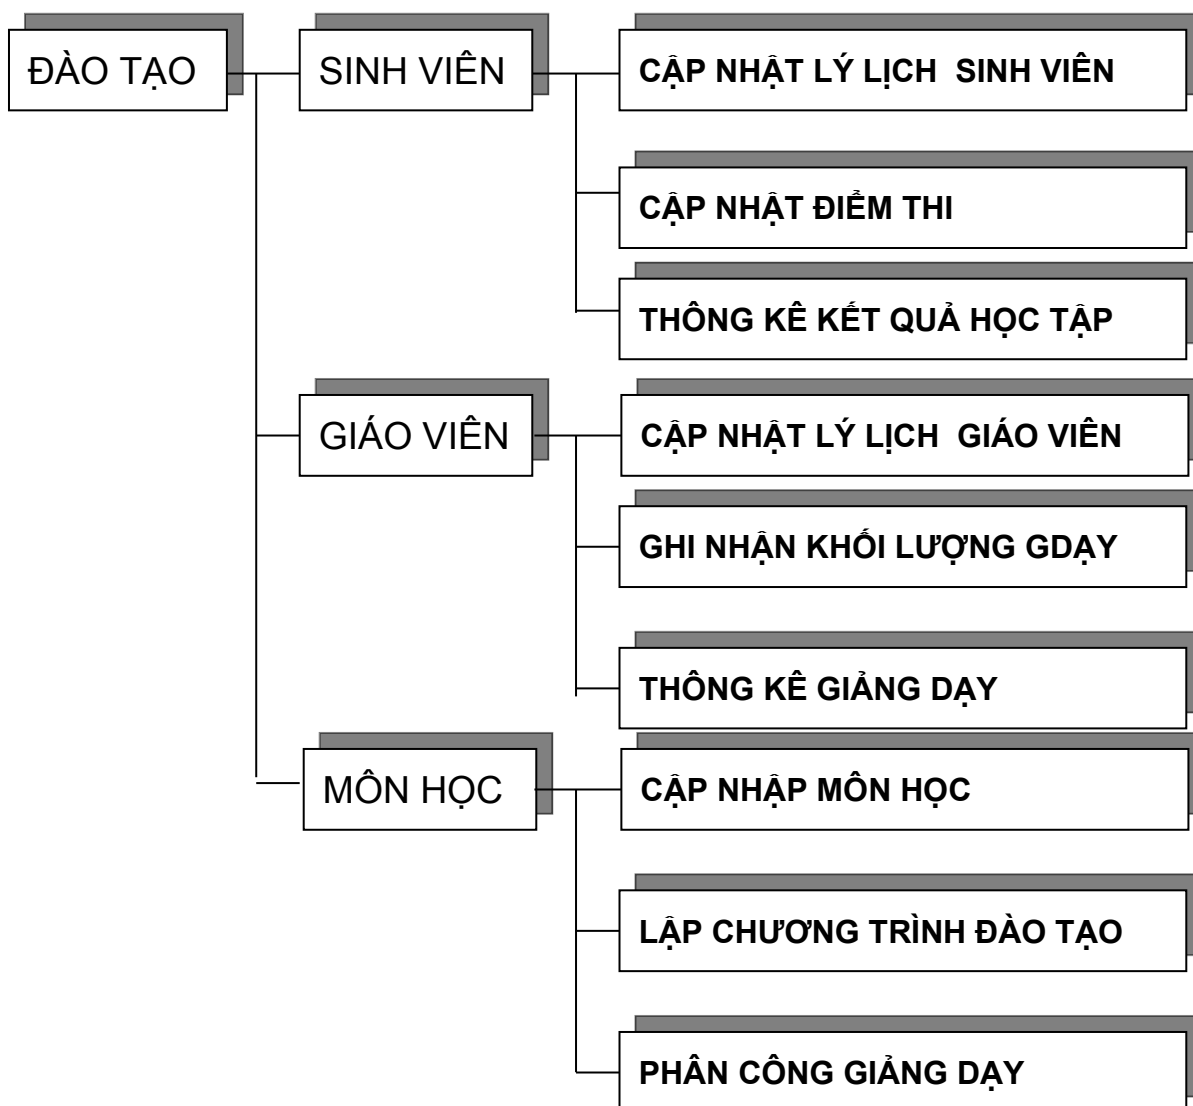 ĐÀO TẠO
SINH VIÊN
CẬP NHẬT LÝ LỊCH SINH VIÊN
CẬP NHẬT ĐIỂM THI
THÔNG KÊ KẾT QUẢ HỌC TẬP
GIÁO VIÊN
CẬP NHẬT LÝ LỊCH GIÁO VIÊN
GHI NHẬN KHỐI LƯỢNG GDẠY
THÔNG KÊ GIẢNG DẠY
MÔN HỌC
CẬP NHẬP MÔN HỌC
LẬP CHƯƠNG TRÌNH ĐÀO TẠO
PHÂN CÔNG GIẢNG DẠY